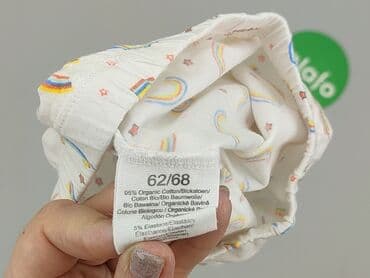 62/68
95% Organic Cotton/Biokatoen/
Coton Bio/Bio Baumwolle/
Bio Bawełna/Organické Bavlna
Cotone Biologico/Organická Bavlna
Algodón Orgánico
5% Elastane/Elastaan/